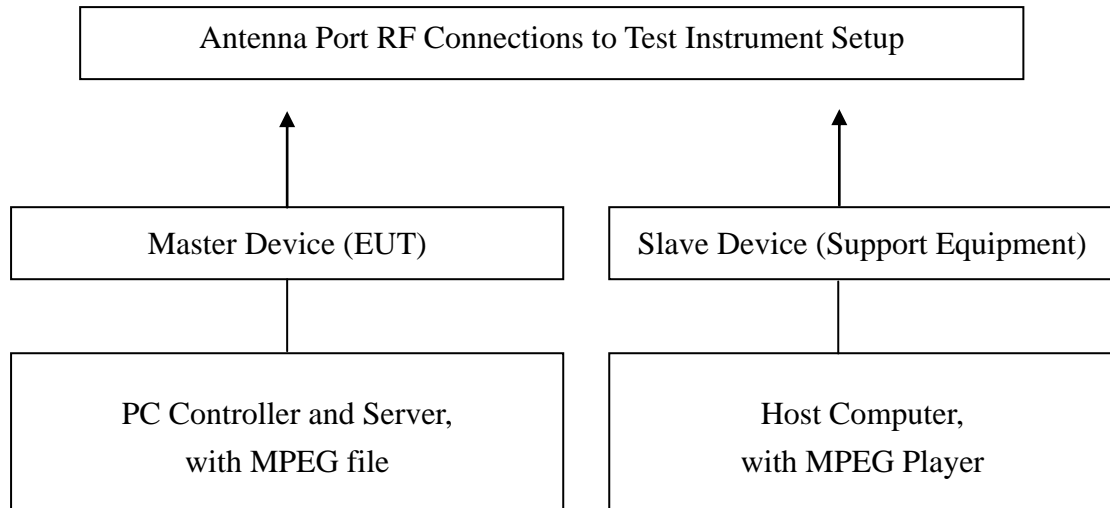 Antenna Port RF Connections to Test Instrument Setup
Master Device (EUT)
Slave Device (Support Equipment)
PC Controller and Server,
with MPEG file
Host Computer,
with MPEG Player